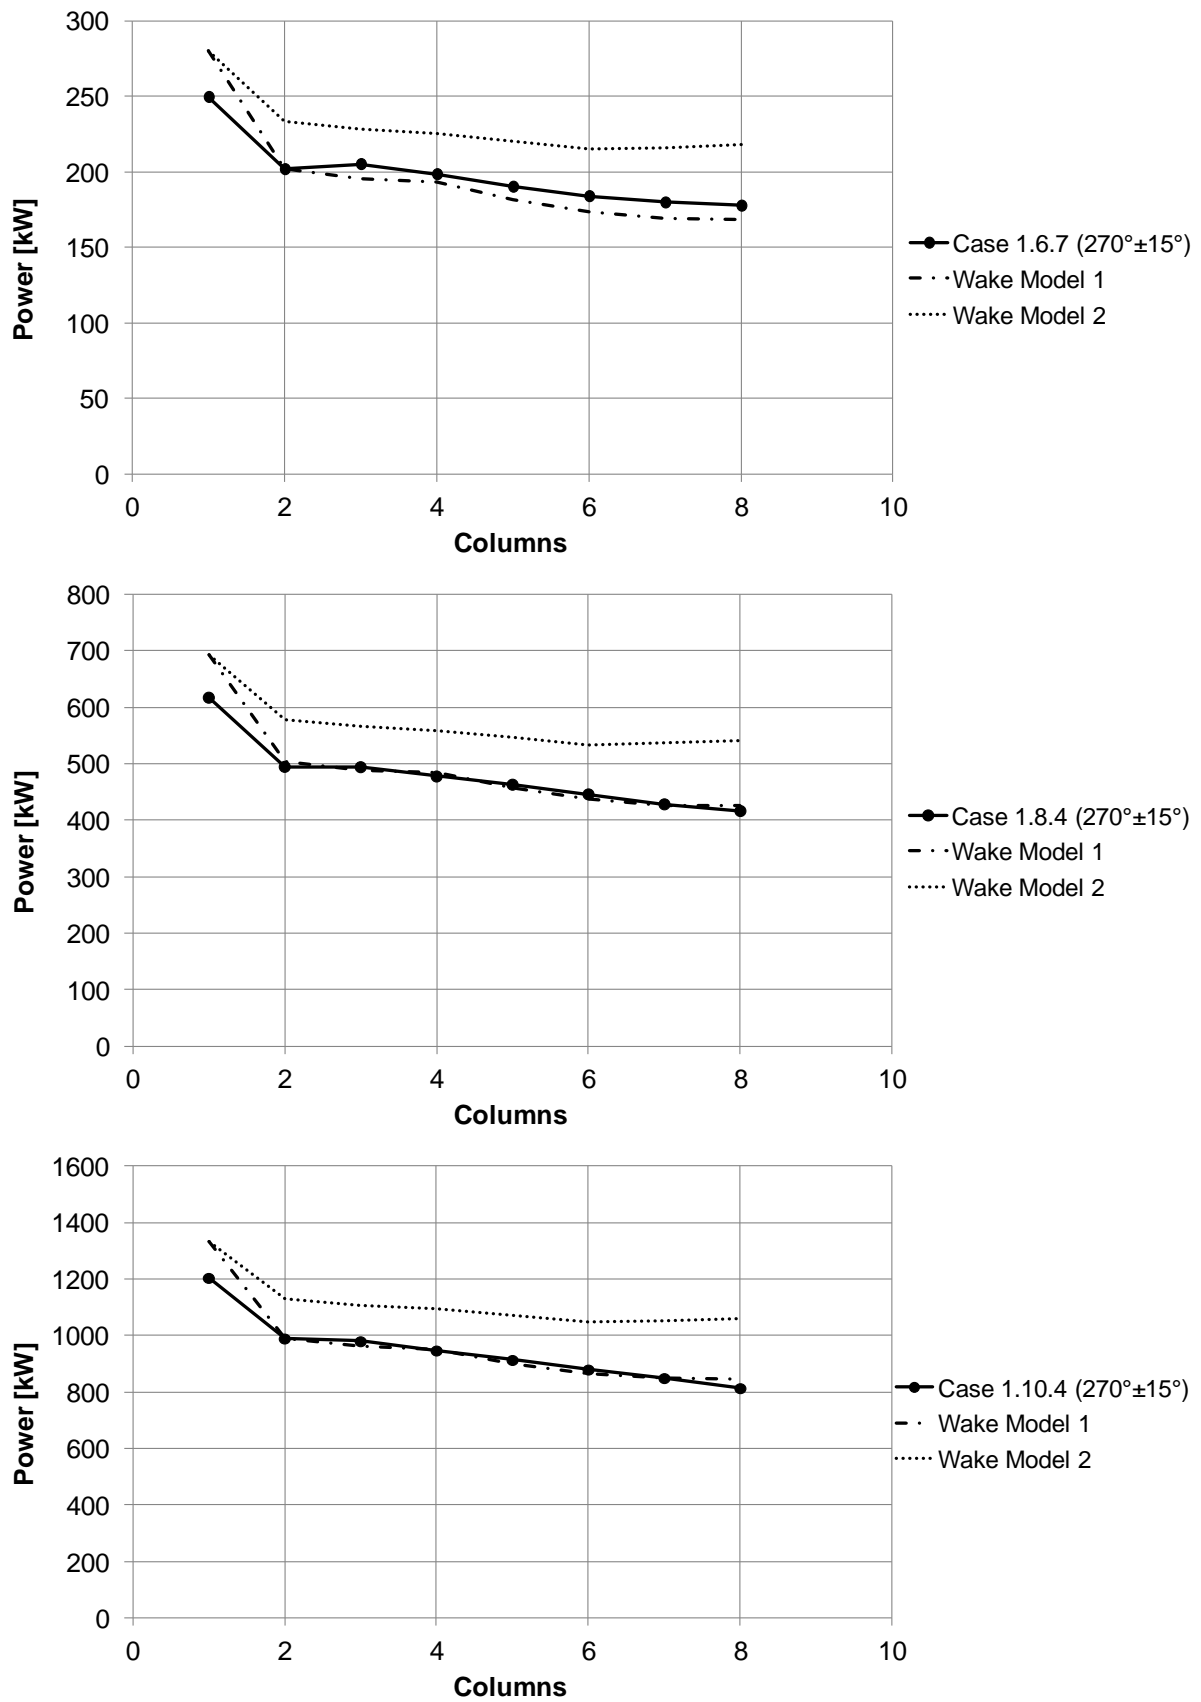 300
250
200
150
100
50
0
Power [kW]
0 2 4 6 8 10
Columns
Case 1.6.7 (270°±15°)
Wake Model 1
Wake Model 2
800
700
600
500
400
300
200
100
0
Power [kW]
0 2 4 6 8 10
Columns
Case 1.8.4 (270°±15°)
Wake Model 1
Wake Model 2
1600
1400
1200
1000
800
600
400
200
0
Power [kW]
0 2 4 6 8 10
Columns
Case 1.10.4 (270°±15°)
Wake Model 1
Wake Model 2